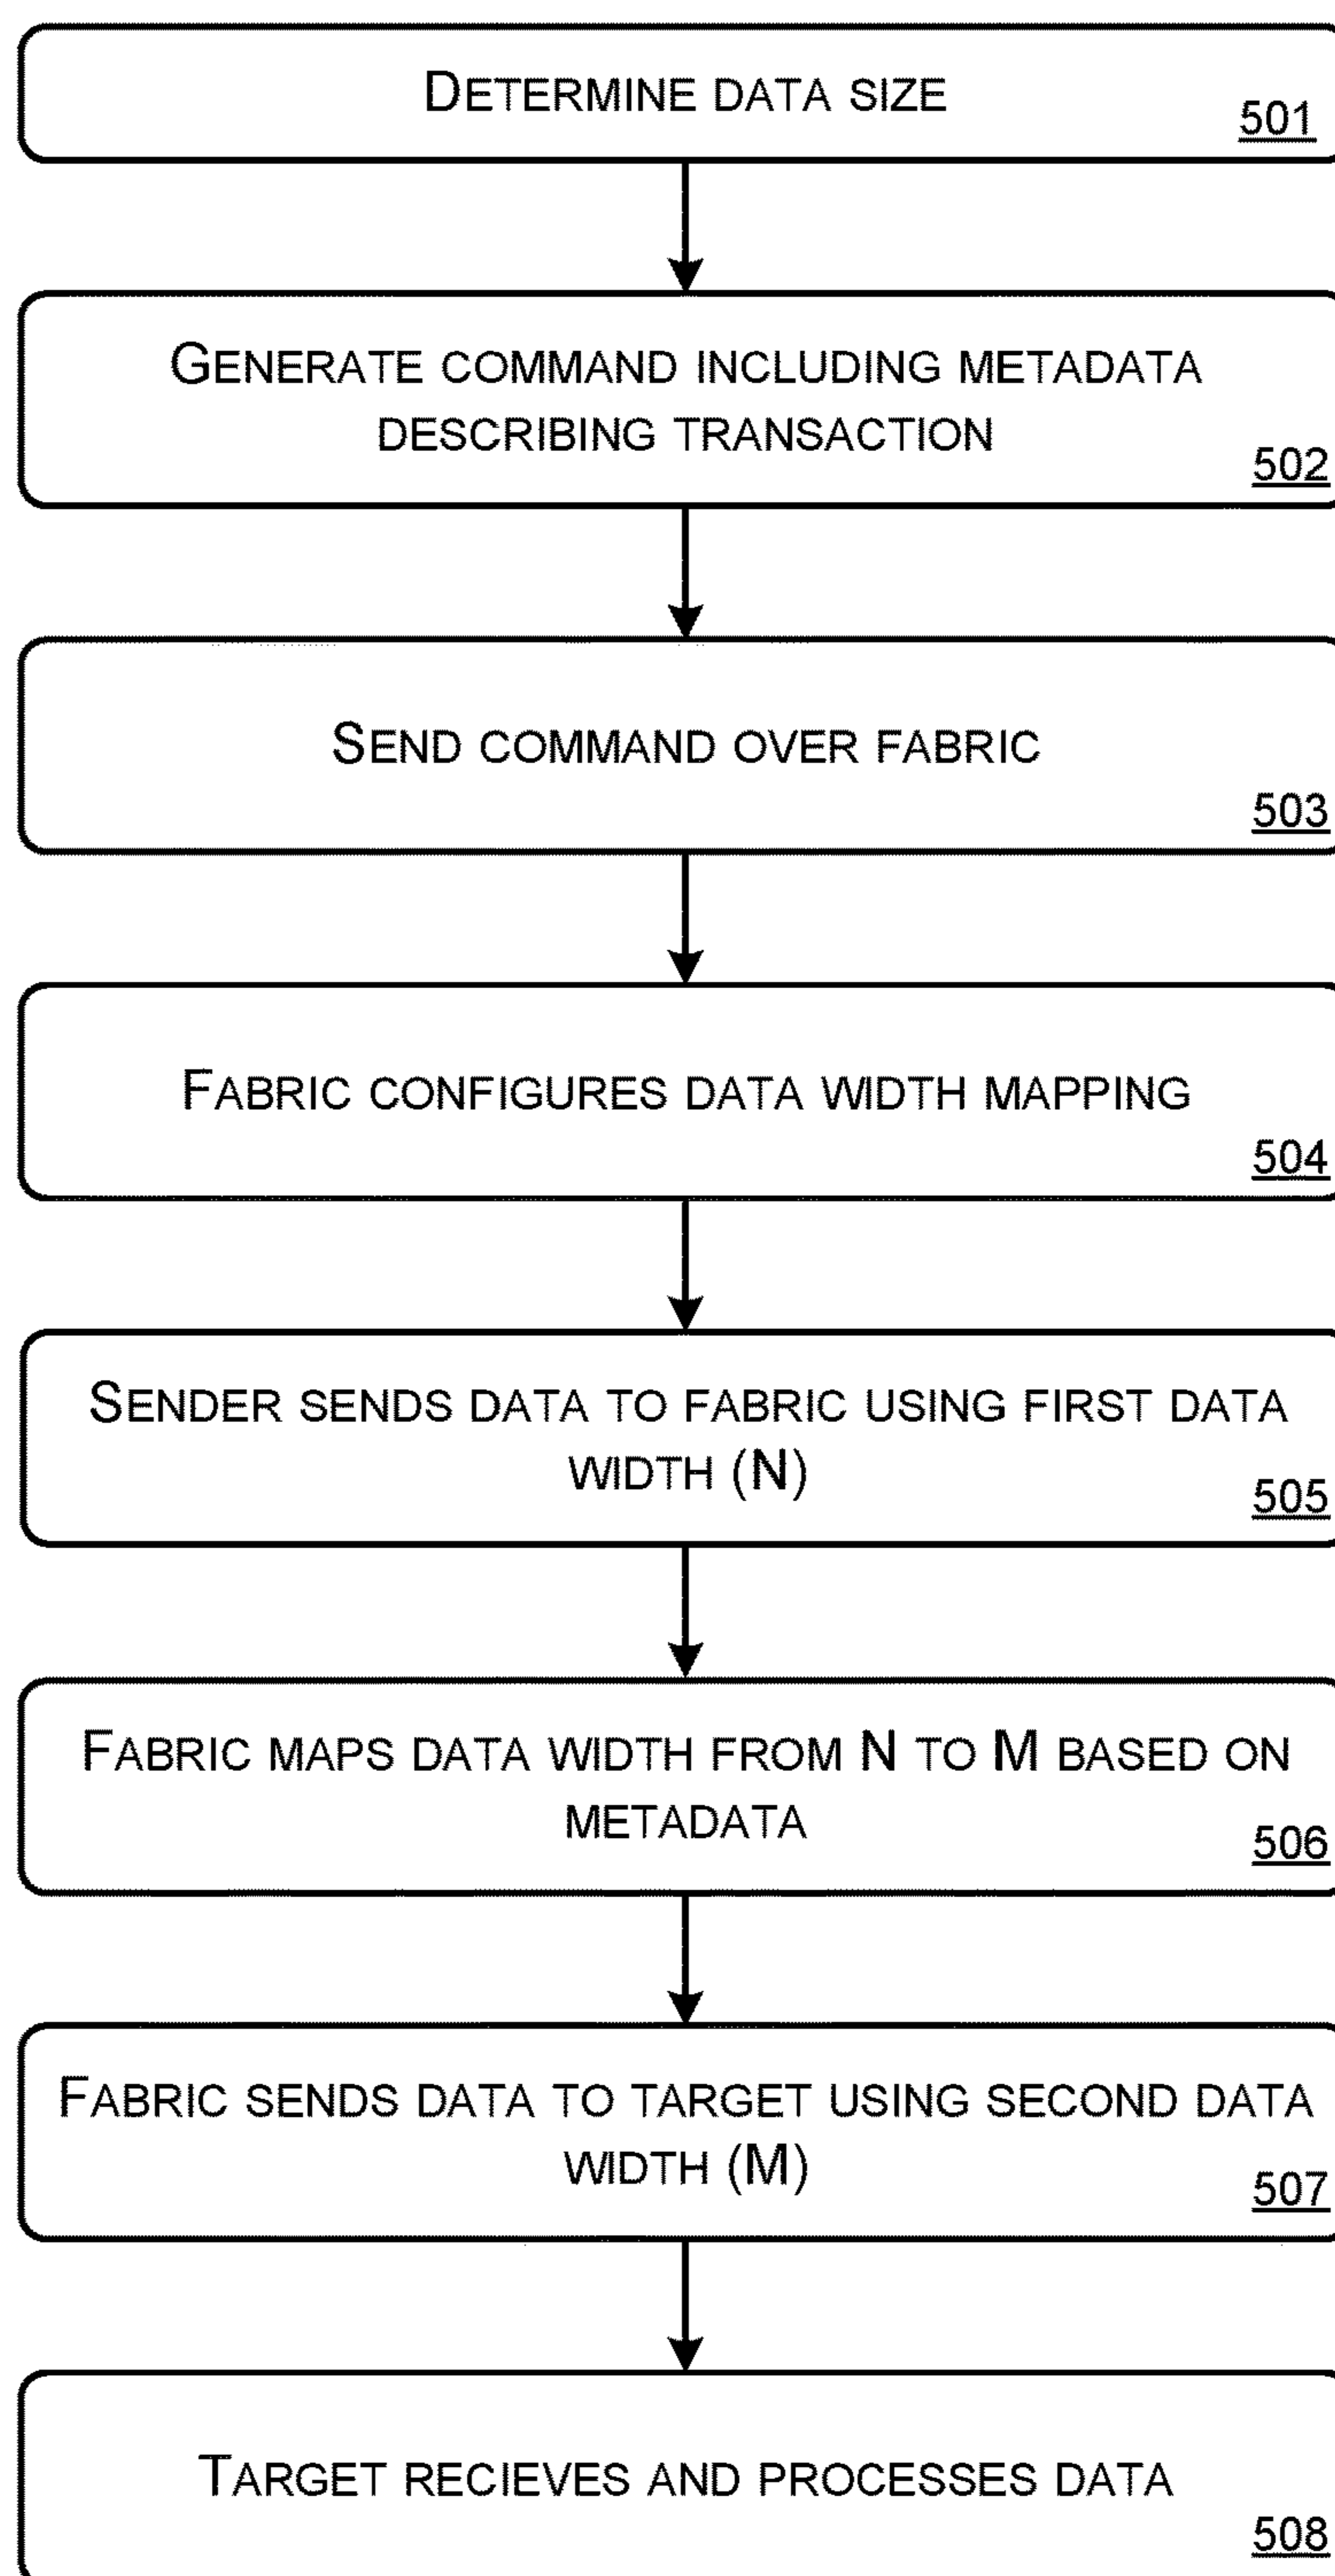 DETERMINE DATA SIZE
501
GENERATE COMMAND INCLUDING METADATA
DESCRIBING TRANSACTION
502
SEND COMMAND OVER FABRIC
503
FABRIC CONFIGURES DATA WIDTH MAPPING
504
SENDER SENDS DATA TO FABRIC USING FIRST DATA
WIDTH (N)
505
FABRIC MAPS DATA WIDTH FROM N TO M BASED ON
METADATA
506
FABRIC SENDS DATA TO TARGET USING SECOND DATA
WIDTH (M)
507
TARGET RECIEVES AND PROCESSES DATA
508